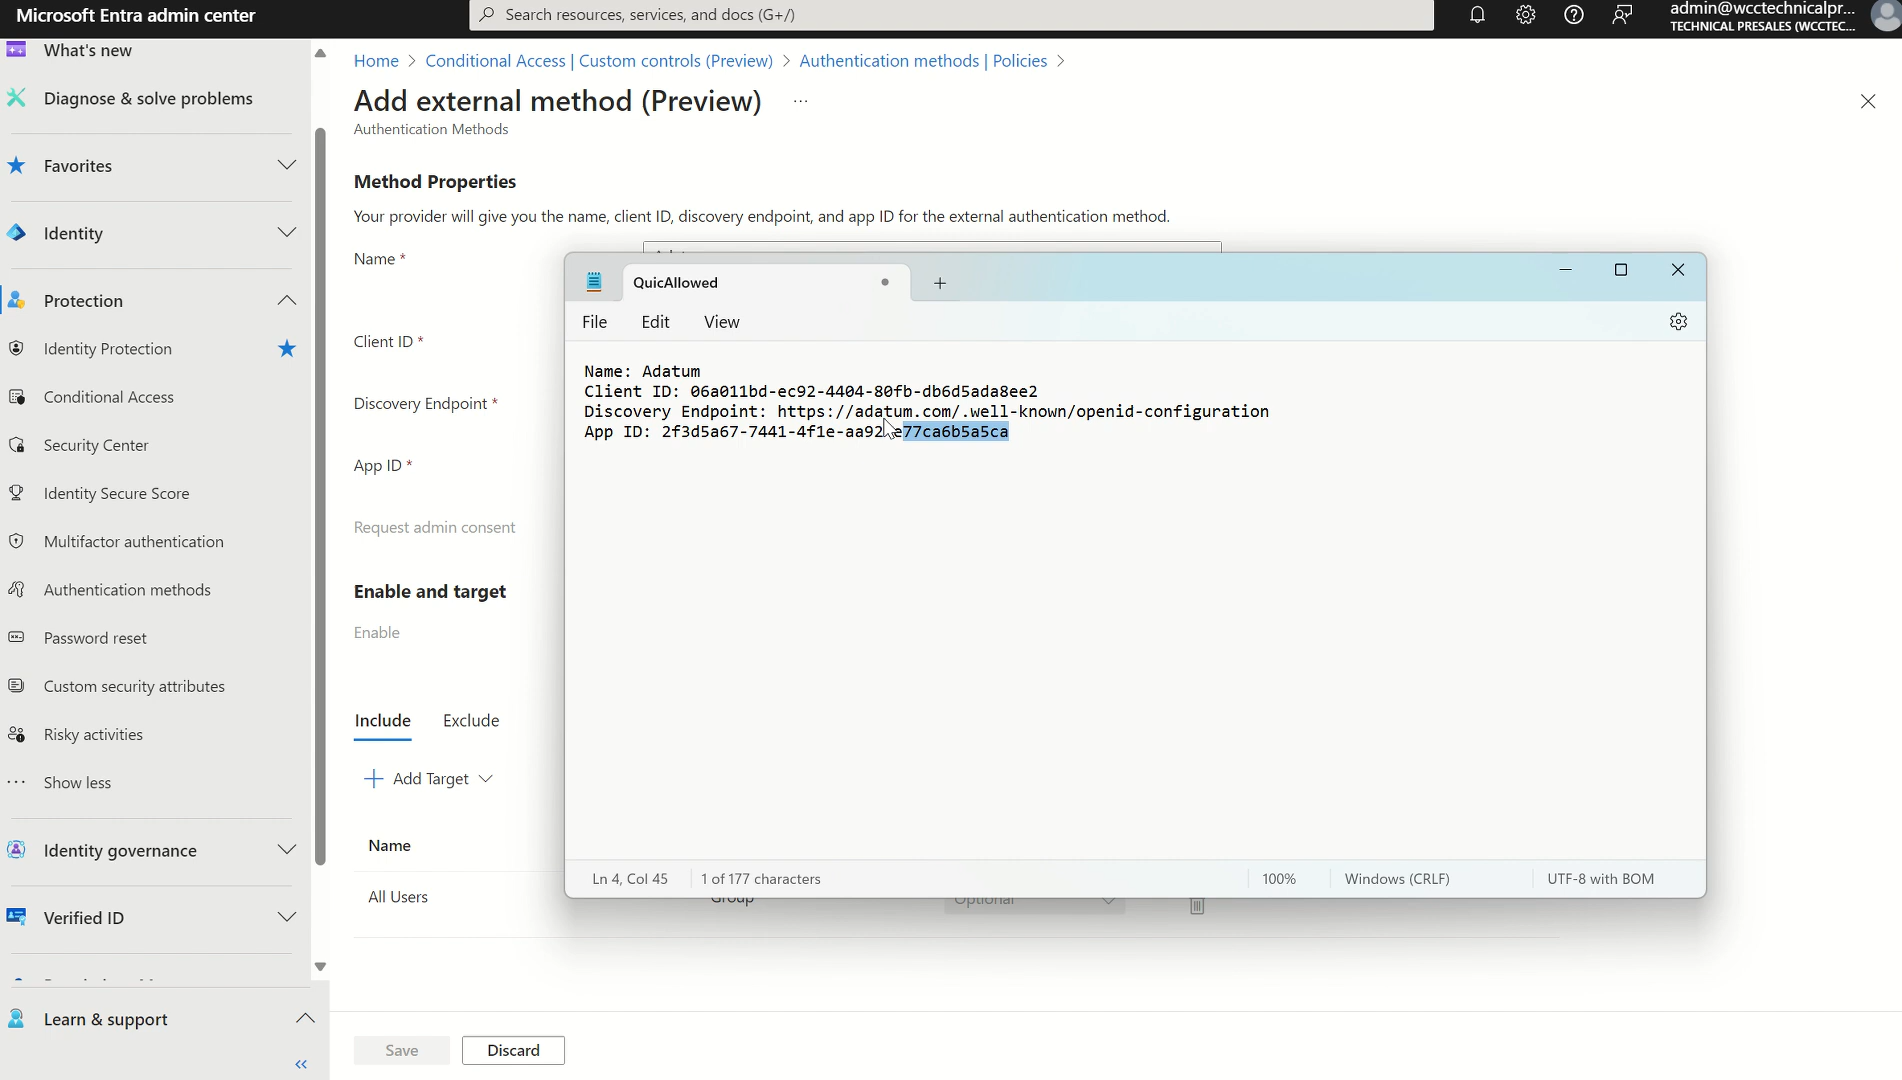 Microsoft Entra admin center
Search resources, services, and docs (G+/)
admin@wcctechnicalpr...
TECHNICAL PRESALES (WCCTEC...
What's new
Diagnose & solve problems
Favorites
Identity
Protection
Identity Protection
Conditional Access
Security Center
Identity Secure Score
Multifactor authentication
Authentication methods
Password reset
Custom security attributes
Risky activities
Show less
Identity governance
Verified ID
Learn & support
Home > Conditional Access | Custom controls (Preview) > Authentication methods | Policies >
Add external method (Preview) ...
Authentication Methods
Method Properties
Your provider will give you the name, client ID, discovery endpoint, and app ID for the external authentication method.
Name *
Client ID *
Discovery Endpoint *
App ID *
Request admin consent
Enable and target
Enable
Include Exclude
Add Target
Name
All Users Group Optional
Save Discard
QuicAllowed
File Edit View
Name: Adatum
Client ID: 06a011bd-ec92-4404-80fb-db6d5ada8ee2
Discovery Endpoint: https://adatum.com/.well-known/openid-configuration
App ID: 2f3d5a67-7441-4f1e-aa92 e77ca6b5a5ca
Ln 4, Col 45 1 of 177 characters 100% Windows (CRLF) UTF-8 with BOM